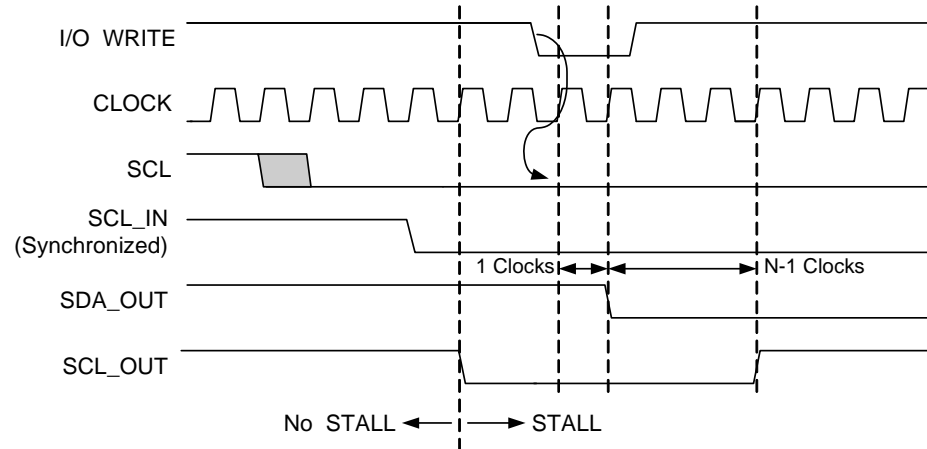 I/O WRITE
CLOCK
SCL
SCL_IN
(Synchronized)
1 Clocks
N-1 Clocks
SDA_OUT
SCL_OUT
No STALL
STALL